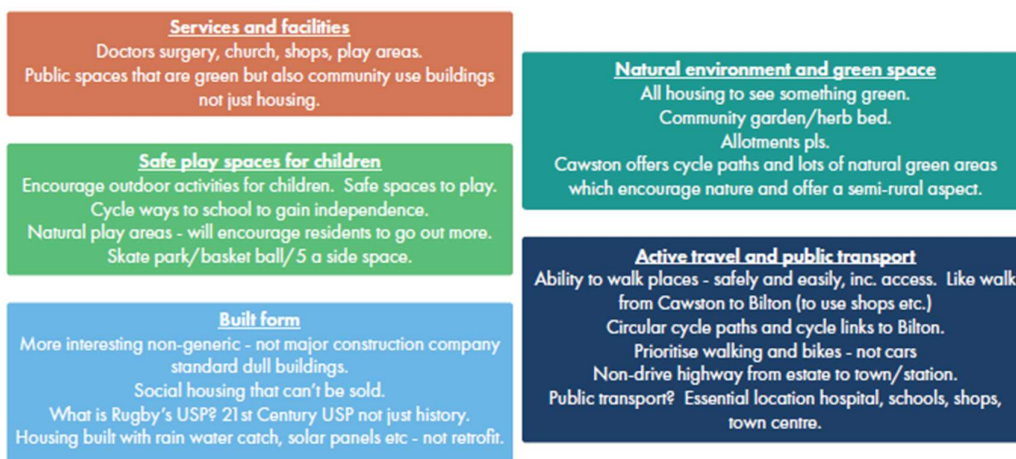 Services and facilities
Doctors surgery, church, shops, play areas.
Public spaces that are green but also community use buildings
not just housing.
Safe play spaces for children
Encourage outdoor activities for children.  Safe spaces to play.
Cycle ways to school to gain independence.
Natural play areas - will encourage residents to go out more.
Skate park/basket ball/5 a side space.
Built form
More interesting non-generic - not major construction company
standard dull buildings.
Social housing that can't be sold.
What is Rugby's USP? 21st Century USP not just history.
Housing built with rain water catch, solar panels etc - not retrofit.
Natural environment and green space
All housing to see something green.
Community garden/herb bed.
Allotments pls.
Cawston offers cycle paths and lots of natural green areas
which encourage nature and offer a semi-rural aspect.
Active travel and public transport
Ability to walk places - safely and easily, inc. access.  Like walk
from Cawston to Bilton (to use shops etc.)
Circular cycle paths and cycle links to Bilton.
Prioritise walking and bikes - not cars
Non-drive highway from estate to town/station.
Public transport?  Essential location hospital, schools, shops,
town centre.